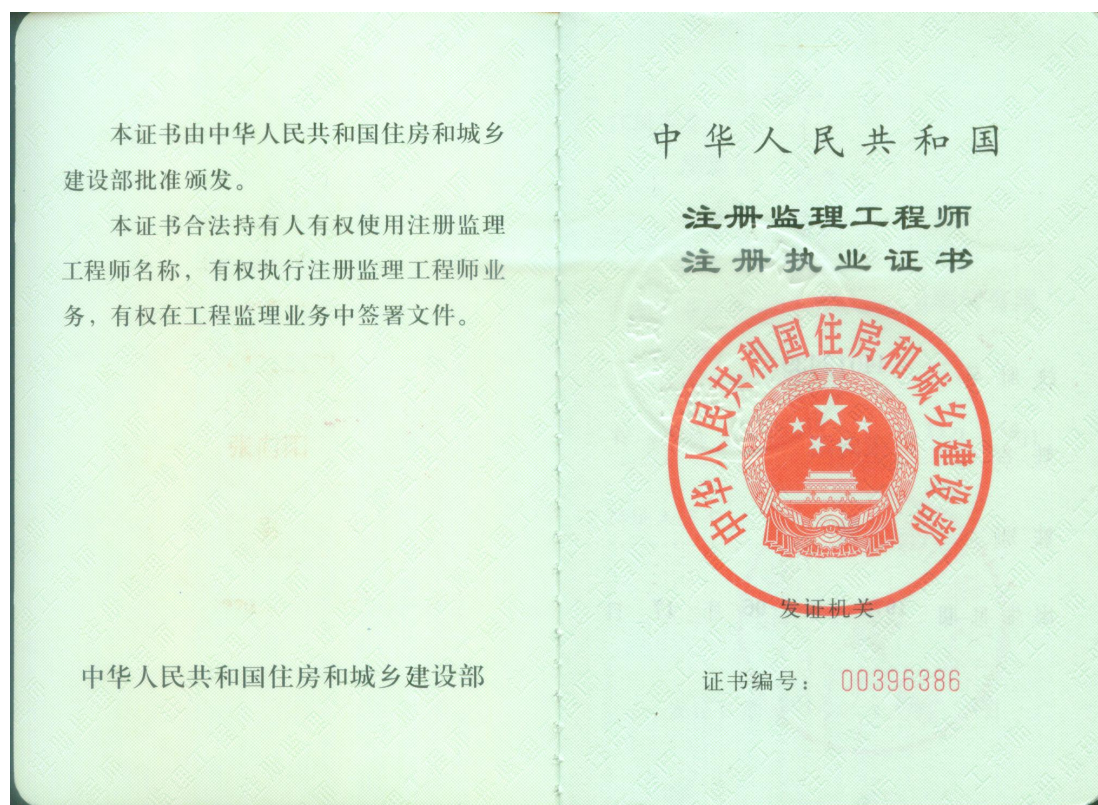 本证书由中华人民共和国住房和城乡
建设部批准颁发。
本证书合法持有人有权使用注册监理
工程师名称，有权执行注册监理工程师业
务，有权在工程监理业务中签署文件。
中华人民共和国住房和城乡建设部
中华人民共和国
注册监理工程师
注册执业证书
中华人民共和国住房和城乡建设部
发证机关
证书编号： 00396386